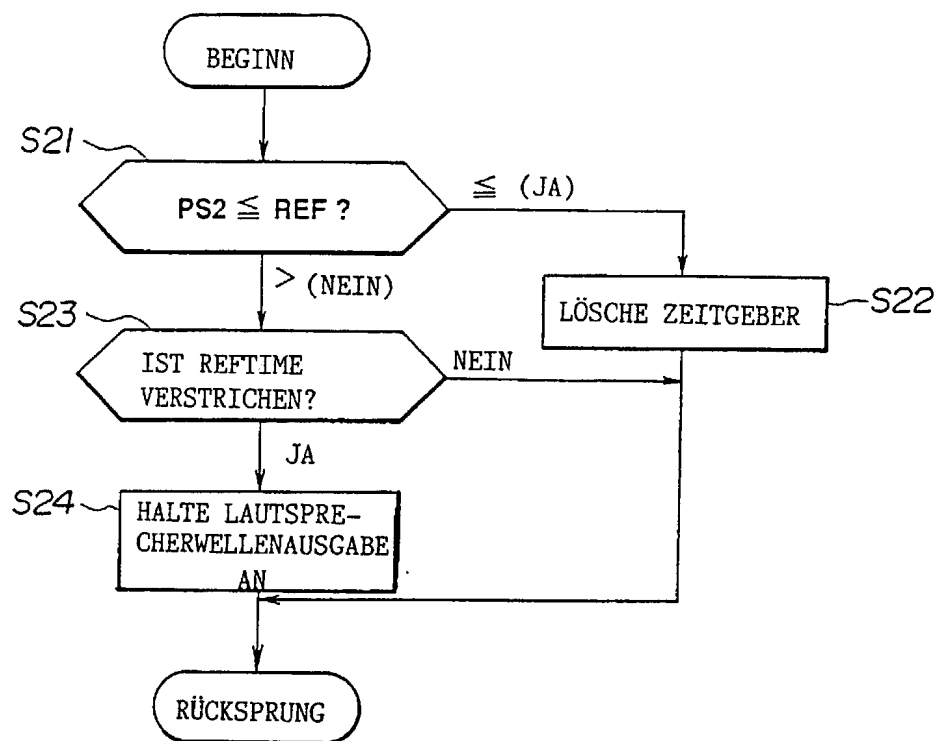 BEGINN
S21
PS2 ≦ REF ?
≦ (JA)
> (NEIN)
LÖSCHE ZEITGEBER
S22
S23
IST REFTIME
VERSTRICHEN?
NEIN
JA
S24
HALTE LAUTSPRE-
CHERWELLENAUSGABE
AN
RÜCKSPRUNG